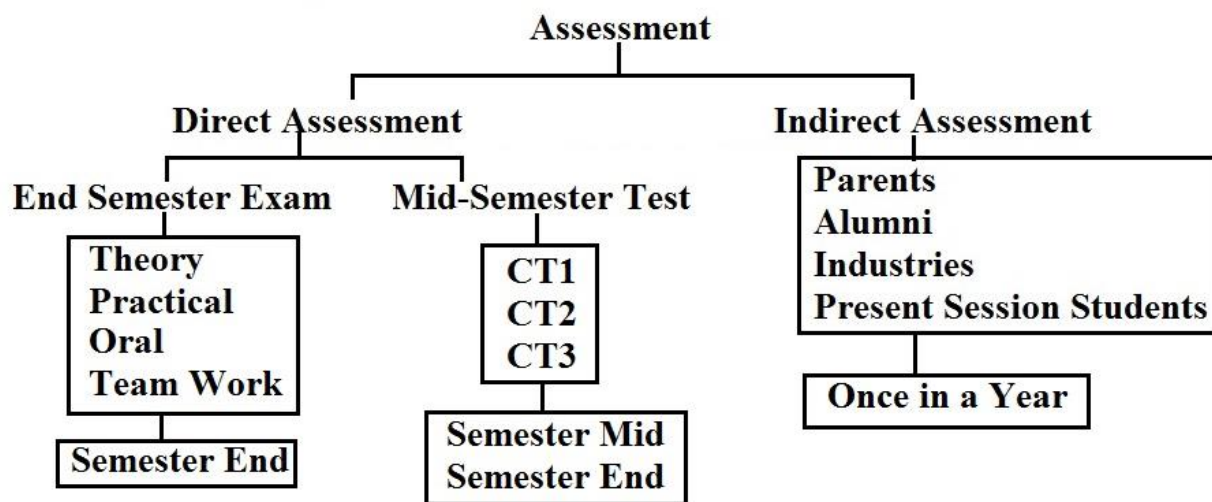 Assessment
Direct Assessment
Indirect Assessment
End Semester Exam
Mid-Semester Test
Theory
Practical
Oral
Team Work
Semester End
CT1
CT2
CT3
Semester Mid
Semester End
Parents
Alumni
Industries
Present Session Students
Once in a Year